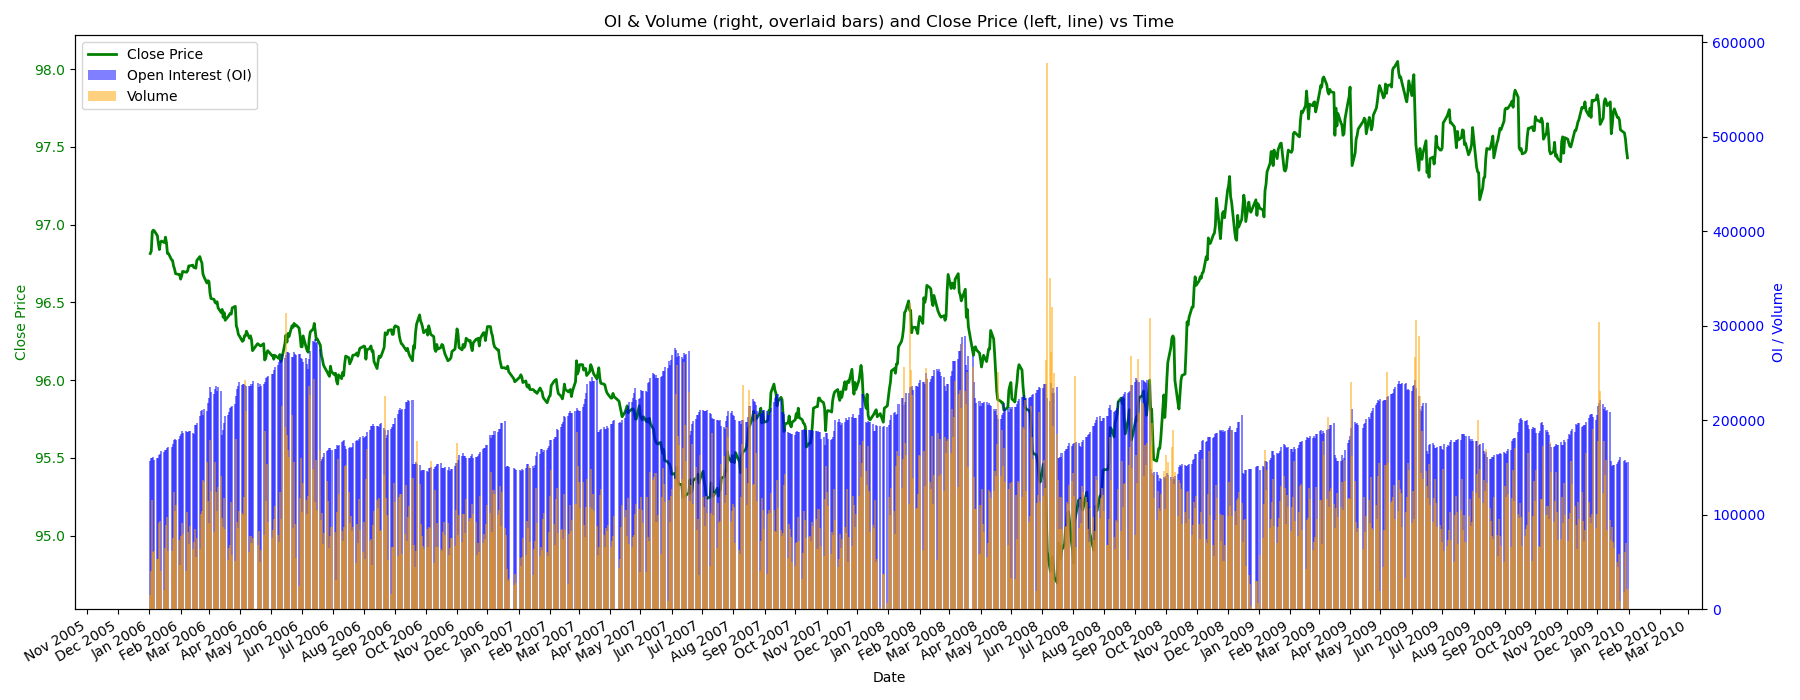 OI & Volume (right, overlaid bars) and Close Price (left, line) vs Time
Close Price
Open Interest (OI)
Volume
98.0
97.5
97.0
96.5
96.0
95.5
95.0
Close Price
600000
500000
400000
300000
200000
100000
0
OI / Volume
Nov 2005
Dec 2005
Jan 2006
Feb 2006
Mar 2006
Apr 2006
May 2006
Jun 2006
Jul 2006
Aug 2006
Sep 2006
Oct 2006
Nov 2006
Dec 2006
Jan 2007
Feb 2007
Mar 2007
Apr 2007
May 2007
Jun 2007
Jul 2007
Aug 2007
Sep 2007
Oct 2007
Nov 2007
Dec 2007
Jan 2008
Feb 2008
Mar 2008
Apr 2008
May 2008
Jun 2008
Jul 2008
Aug 2008
Sep 2008
Oct 2008
Nov 2008
Dec 2008
Jan 2009
Feb 2009
Mar 2009
Apr 2009
May 2009
Jun 2009
Jul 2009
Aug 2009
Sep 2009
Oct 2009
Nov 2009
Dec 2009
Jan 2010
Feb 2010
Mar 2010
Date